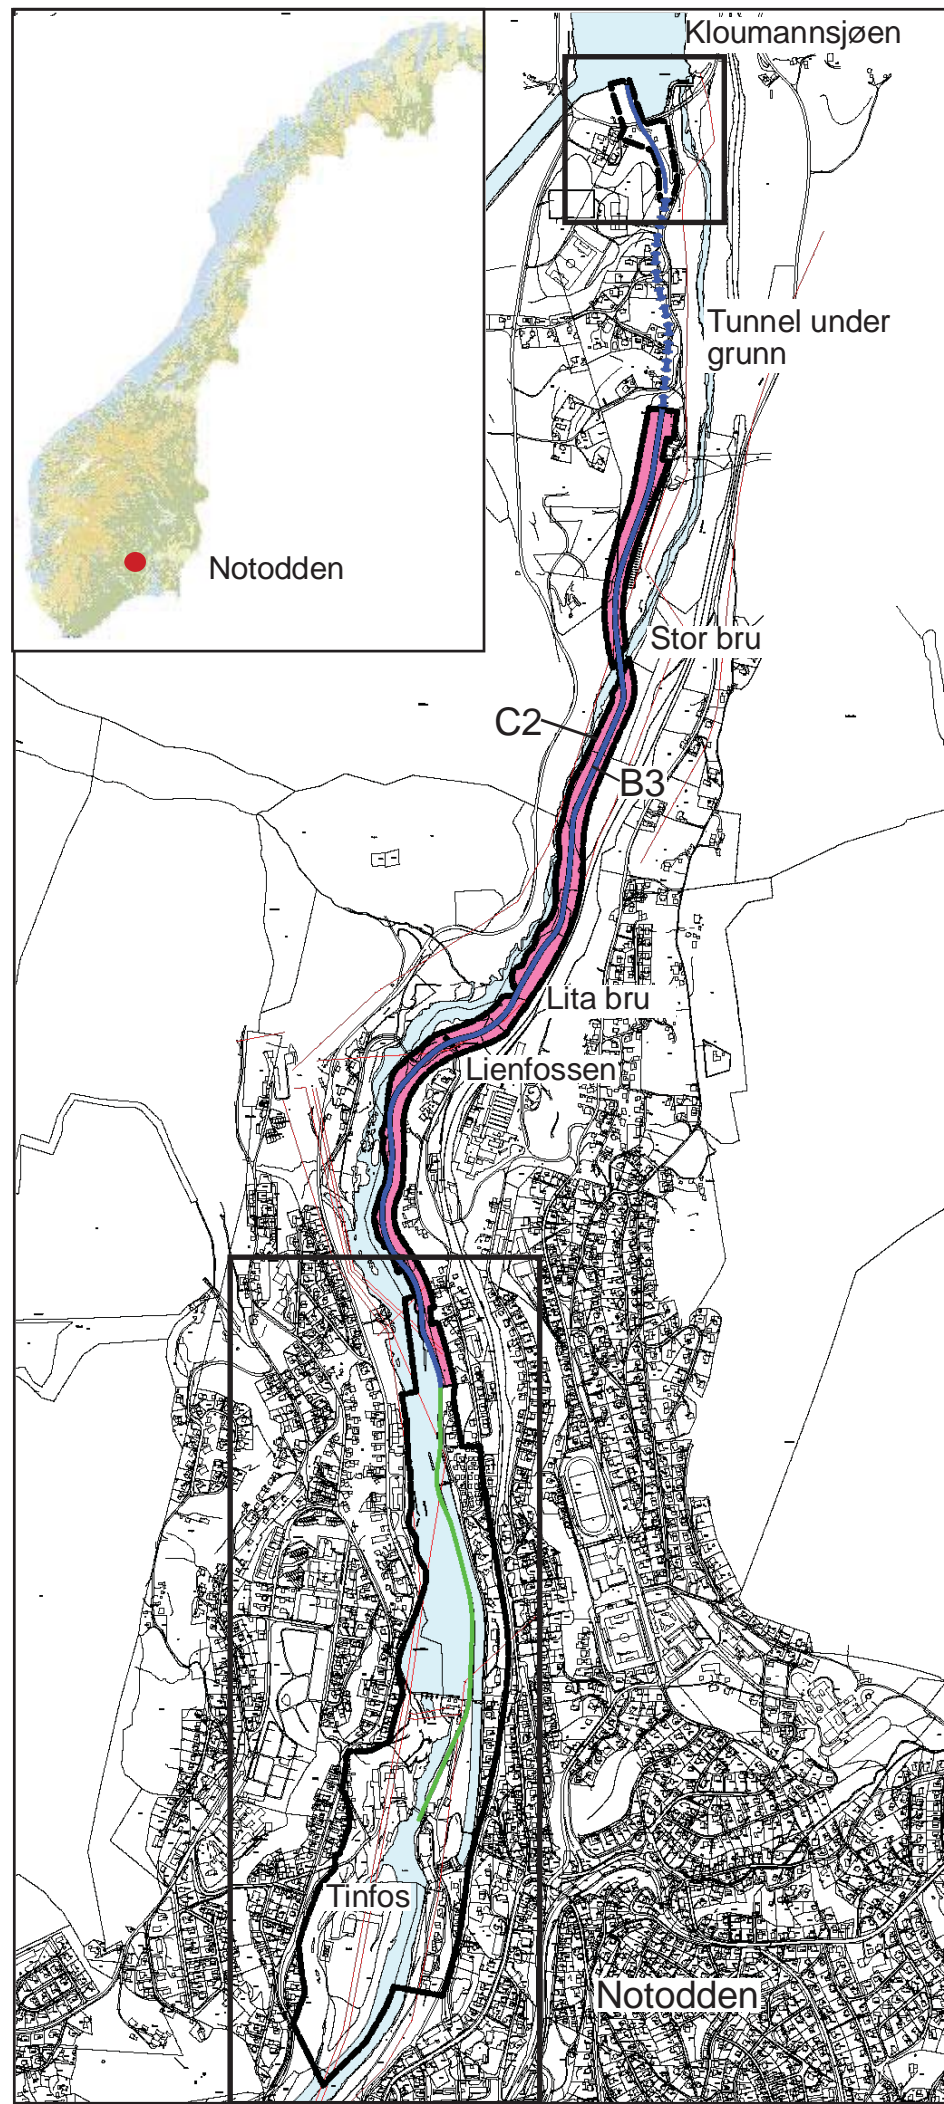 Kloumannsjøen
Tunnel under
grunn
Notodden
Stor bru
C2
B3
Lita bru
Lienfossen
Tinfos
Notodden